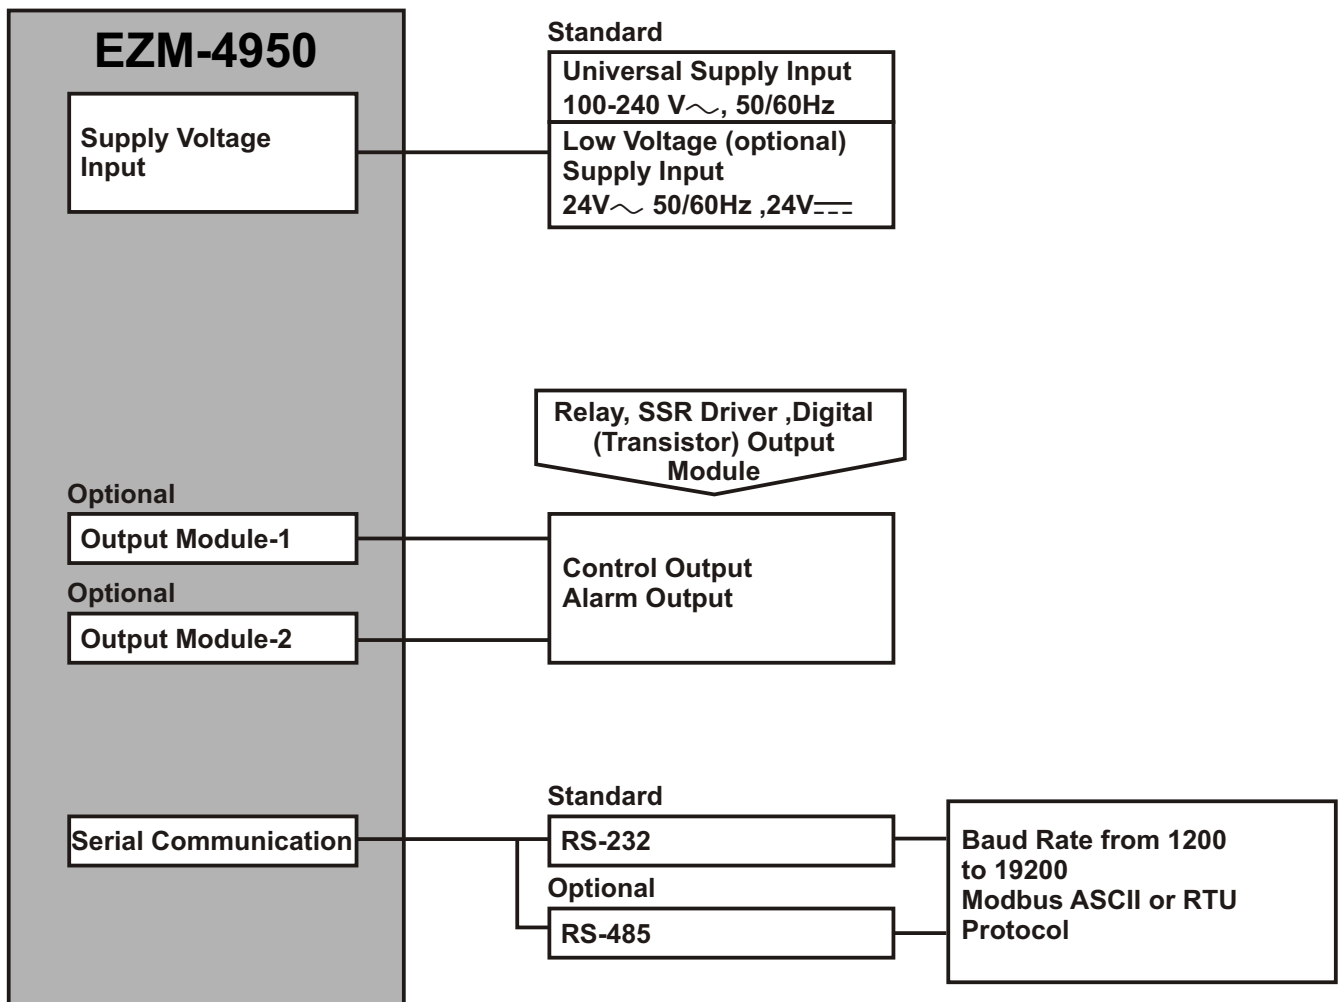 EZM-4950
Standard
Universal Supply Input
100-240 V～, 50/60Hz
Supply Voltage
Input
Low Voltage (optional)
Supply Input
24V～ 50/60Hz ,24V⎓
Relay, SSR Driver ,Digital
(Transistor) Output
Module
Optional
Output Module-1
Control Output
Alarm Output
Optional
Output Module-2
Serial Communication
Standard
RS-232
Optional
RS-485
Baud Rate from 1200
to 19200
Modbus ASCII or RTU
Protocol